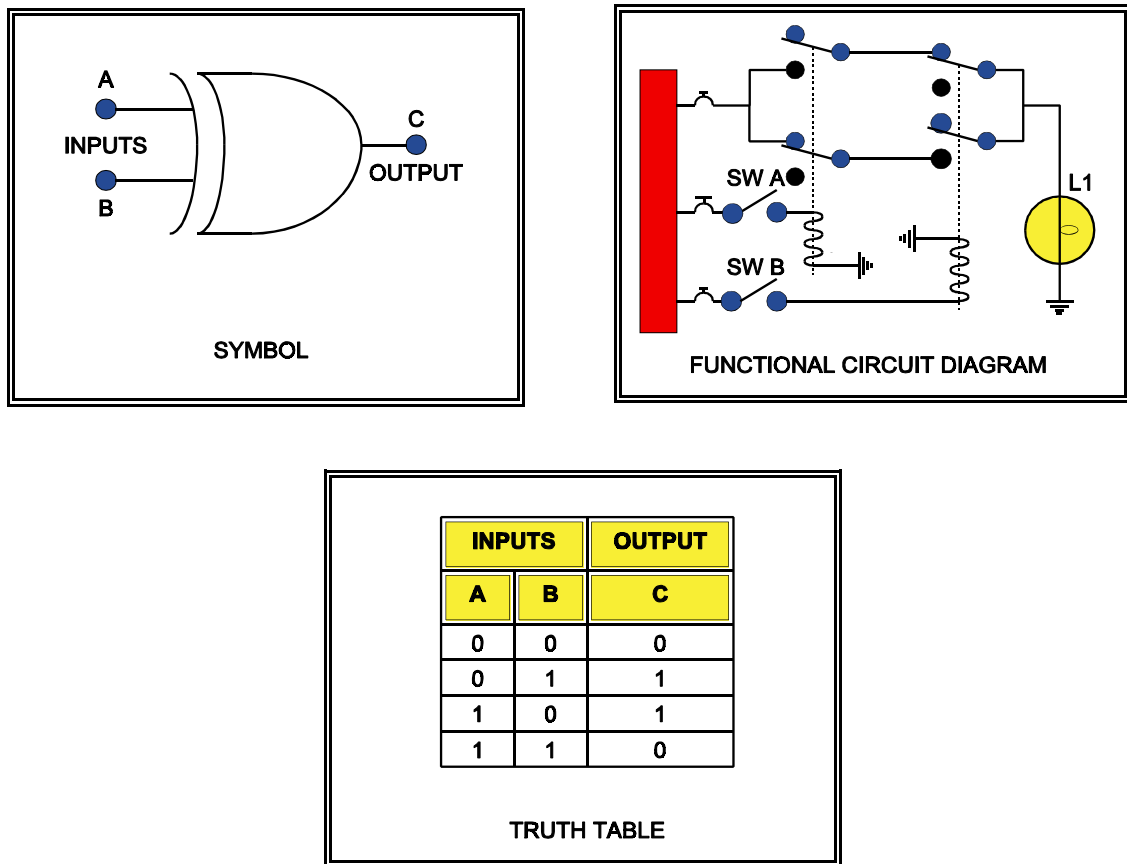 A
INPUTS
B
C
OUTPUT
SYMBOL
SW A
SW B
L1
FUNCTIONAL CIRCUIT DIAGRAM
INPUTS OUTPUT
A B C
0 0 0
0 1 1
1 0 1
1 1 0
TRUTH TABLE